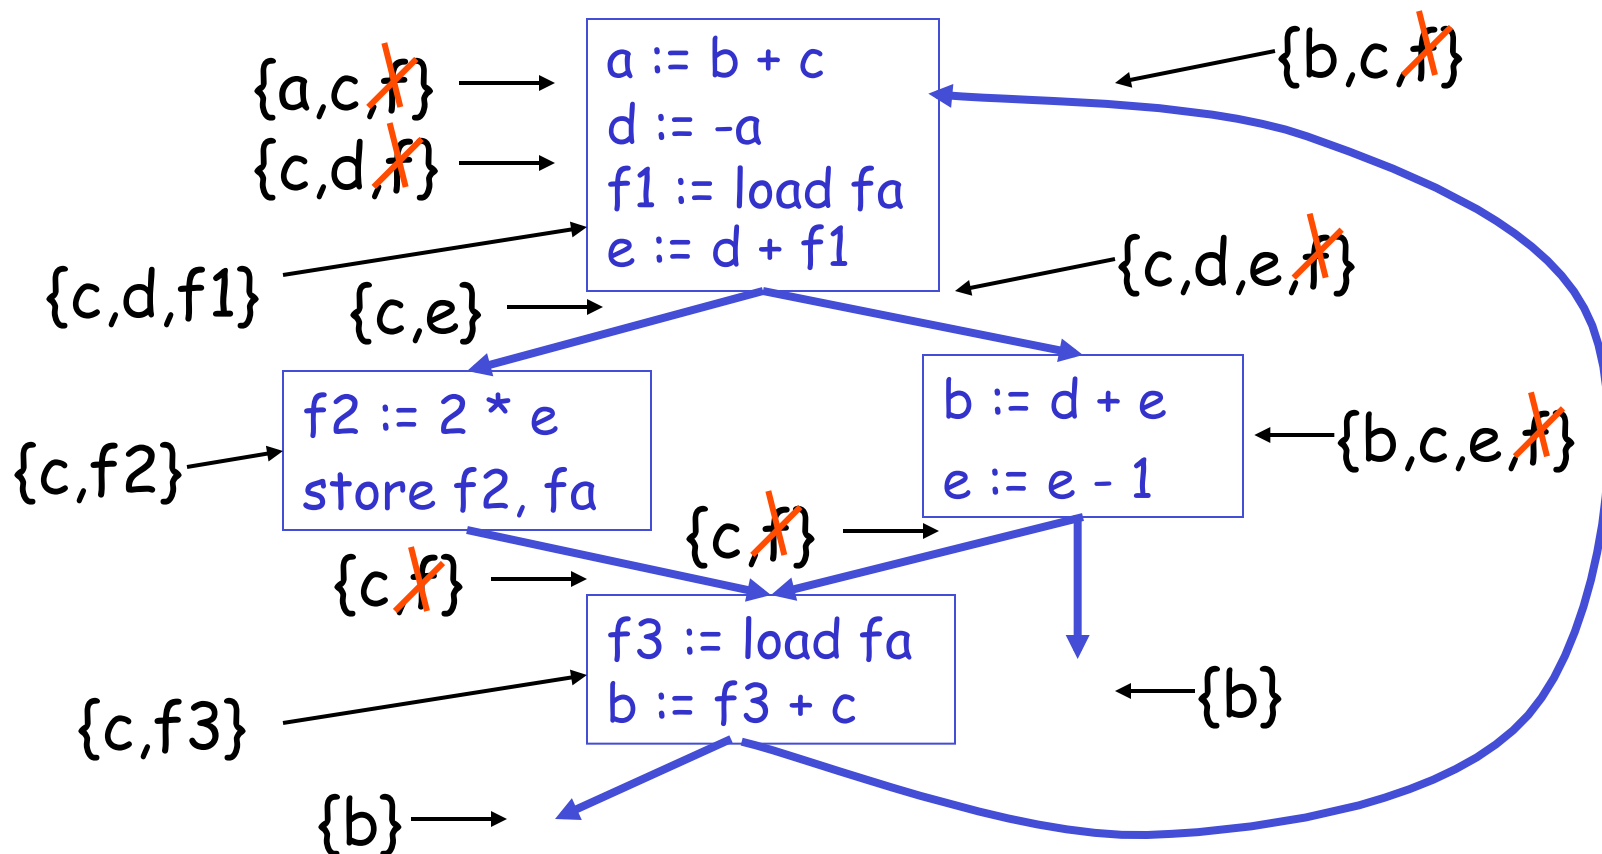 {b,c,f}
{a,c,f}
{c,d,f}
{c,d,f1}
{c,e}
a := b + c
d := -a
f1 := load fa
e := d + f1
{c,d,e,f}
{c,f2}
f2 := 2 * e
store f2, fa
b := d + e
e := e - 1
{b,c,e,f}
{c,f}
{c,f}
{c,f3}
f3 := load fa
b := f3 + c
{b}
{b}